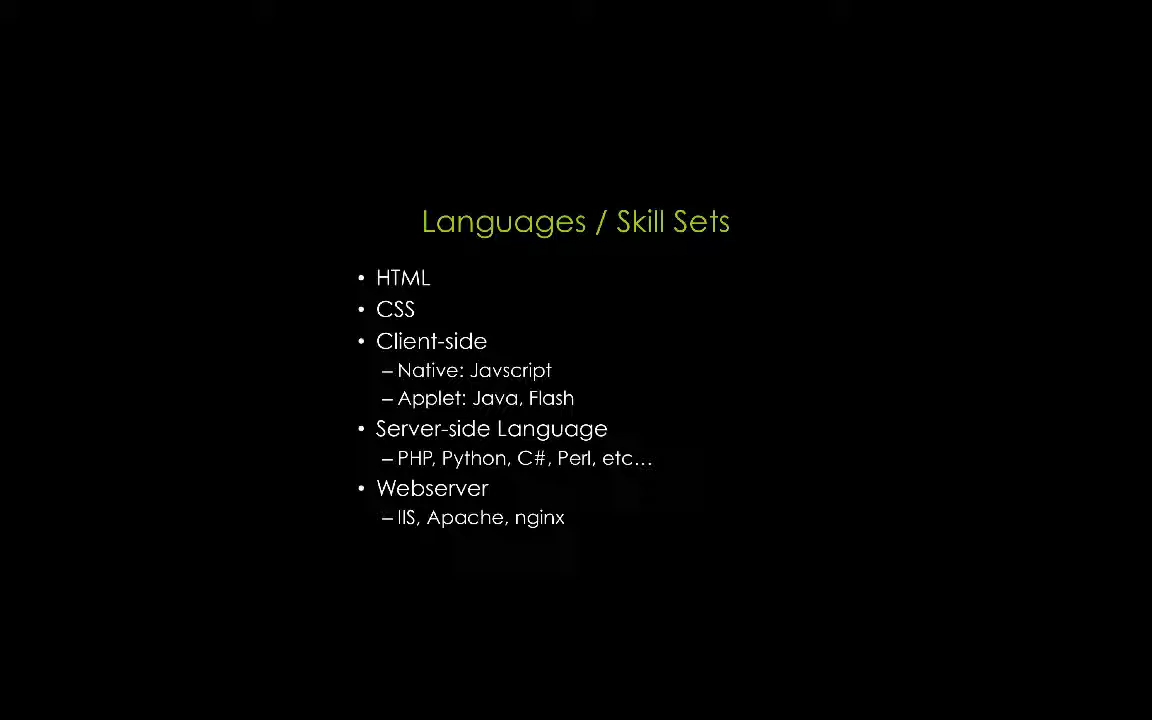 Languages / Skill Sets
• HTML
• CSS
• Client-side
– Native: Javscript
– Applet: Java, Flash
• Server-side Language
– PHP, Python, C#, Perl, etc...
• Webserver
– IIS, Apache, nginx